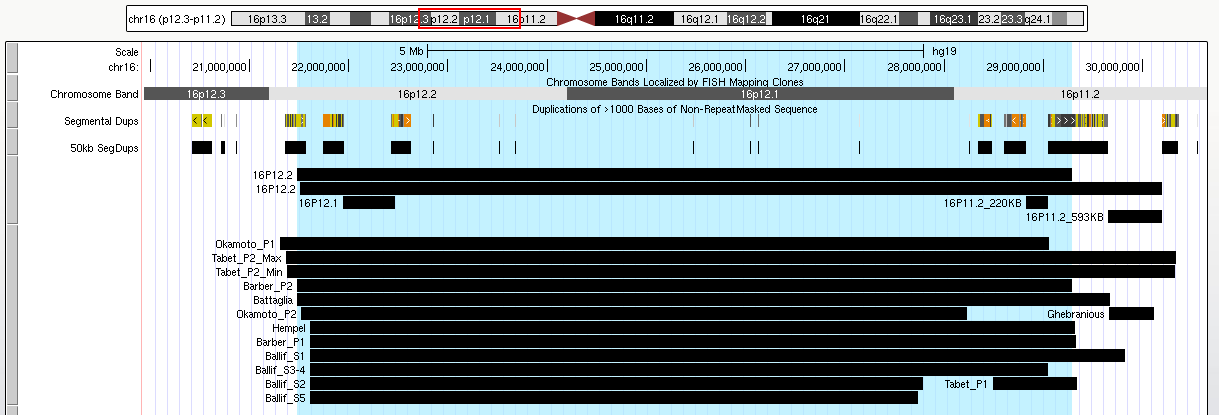 chr16 (p12.3-p11.2) 16p13.3 13.2 16p12.3 p12.2 p12.1 16p11.2 16q11.2 16q12.1 16q12.2 16q21 16q22.1 16q23.1 23.2 23.3 q24.1
Scale 5 Mb hg19
chr16: 21,000,000 22,000,000 23,000,000 24,000,000 25,000,000 26,000,000 27,000,000 28,000,000 29,000,000 30,000,000
Chromosome Bands Localized by FISH Mapping Clones
Chromosome Band 16p12.3 16p12.2 16p12.1 16p11.2
Duplications of >1000 Bases of Non-RepeatMasked Sequence
Segmental Dups
50kb SegDups
16P12.2
16P12.2
16P12.1 16P11.2_220KB
16P11.2_593KB
Okamoto_P1
Tabet_P2_Max
Tabet_P2_Min
Barber_P2
Battaglia
Okamoto_P2 Ghebranious
Hempel
Barber_P1
Ballif_S1
Ballif_S3-4
Ballif_S2 Tabet_P1
Ballif_S5